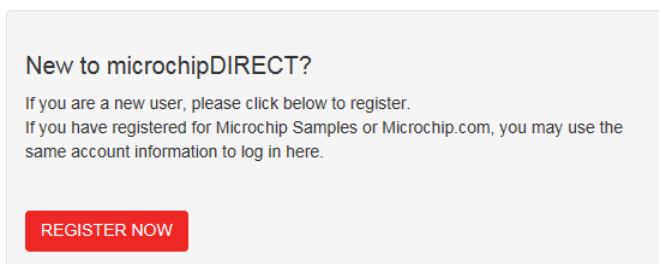 New to microchipDIRECT?
If you are a new user, please click below to register.
If you have registered for Microchip Samples or Microchip.com, you may use the
same account information to log in here.
REGISTER NOW